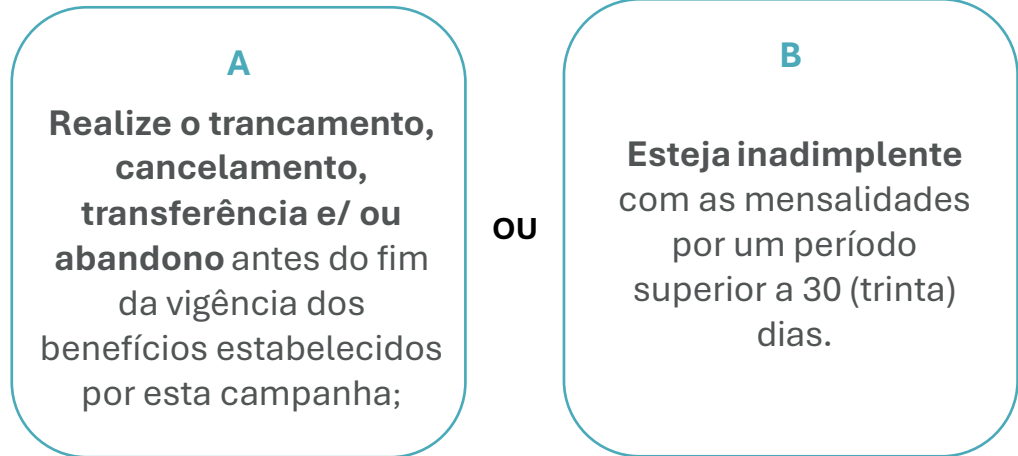 A
Realize o trancamento,
cancelamento,
transferência e/ ou
abandono antes do fim
da vigência dos
benefícios estabelecidos
por esta campanha;
OU
B
Esteja inadimplente
com as mensalidades
por um período
superior a 30 (trinta)
dias.